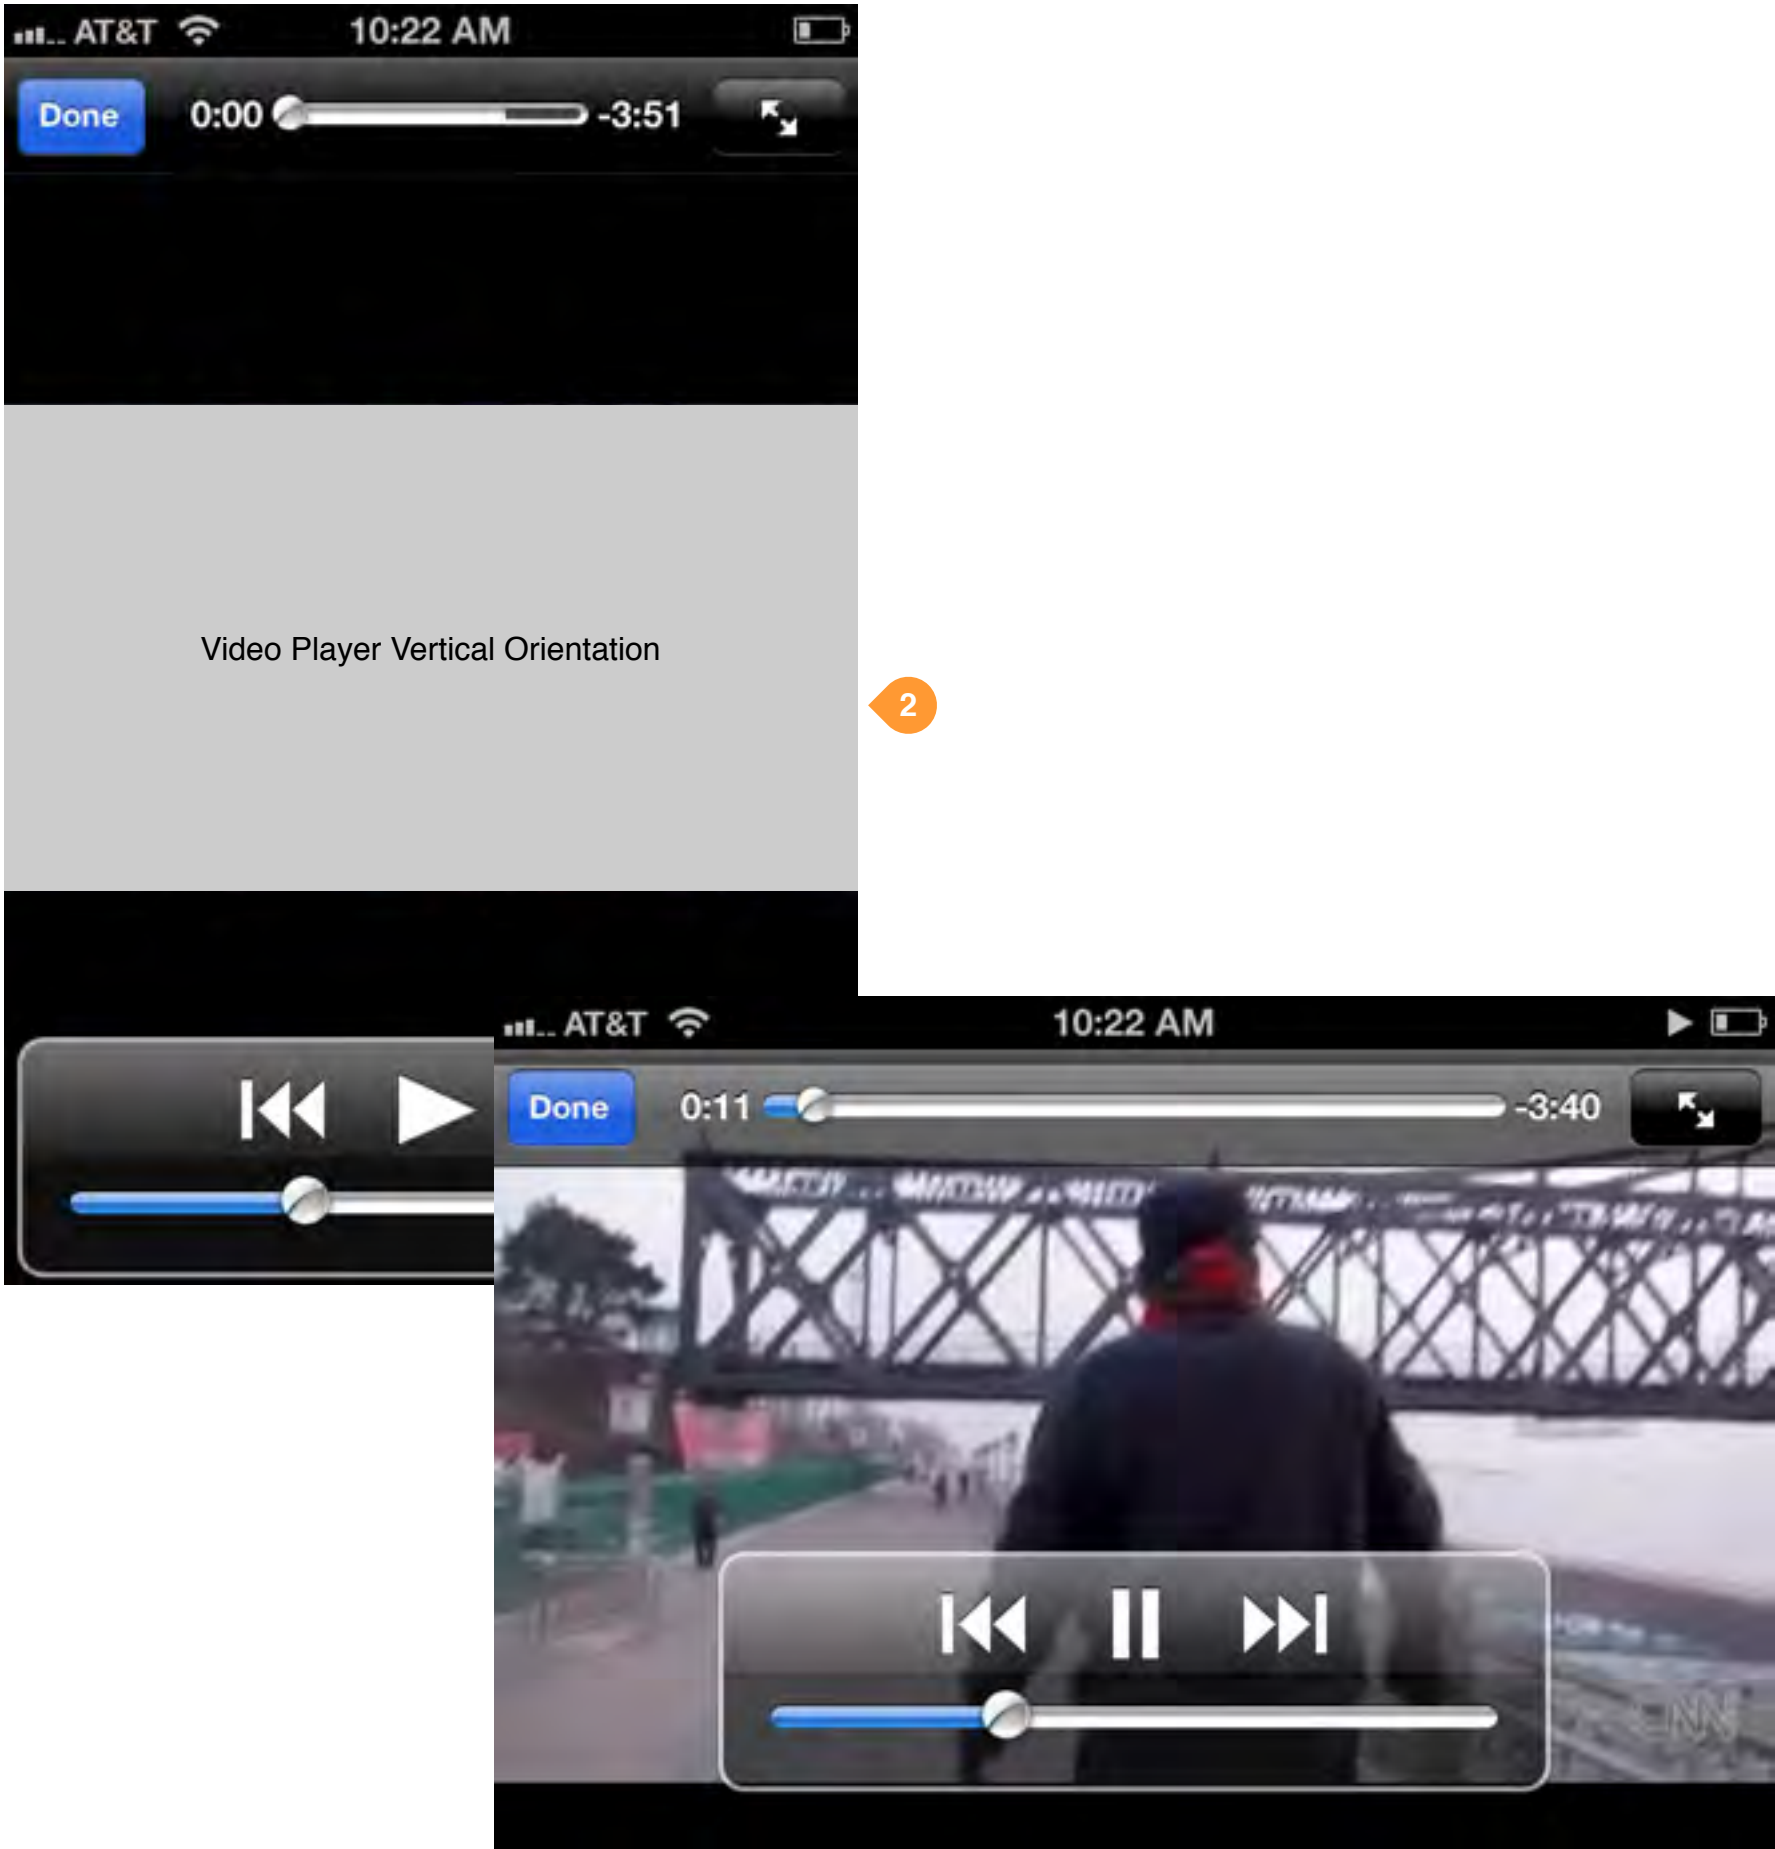 AT&T 10:22 AM
Done 0:00 -3:51
Video Player Vertical Orientation
2
AT&T 10:22 AM
Done 0:11 -3:40
CNN